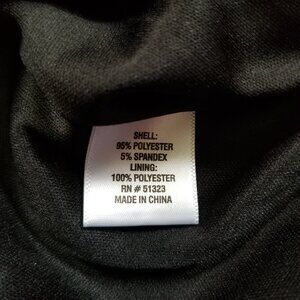 SHELL:
95% POLYESTER
5% SPANDEX
LINING:
100% POLYESTER
RN # 51323
MADE IN CHINA